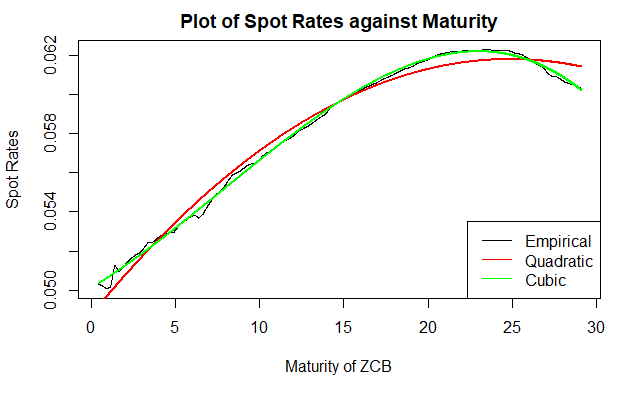 Plot of Spot Rates against Maturity
Spot Rates
0.062
0.058
0.054
0.050
Empirical
Quadratic
Cubic
0 5 10 15 20 25 30
Maturity of ZCB